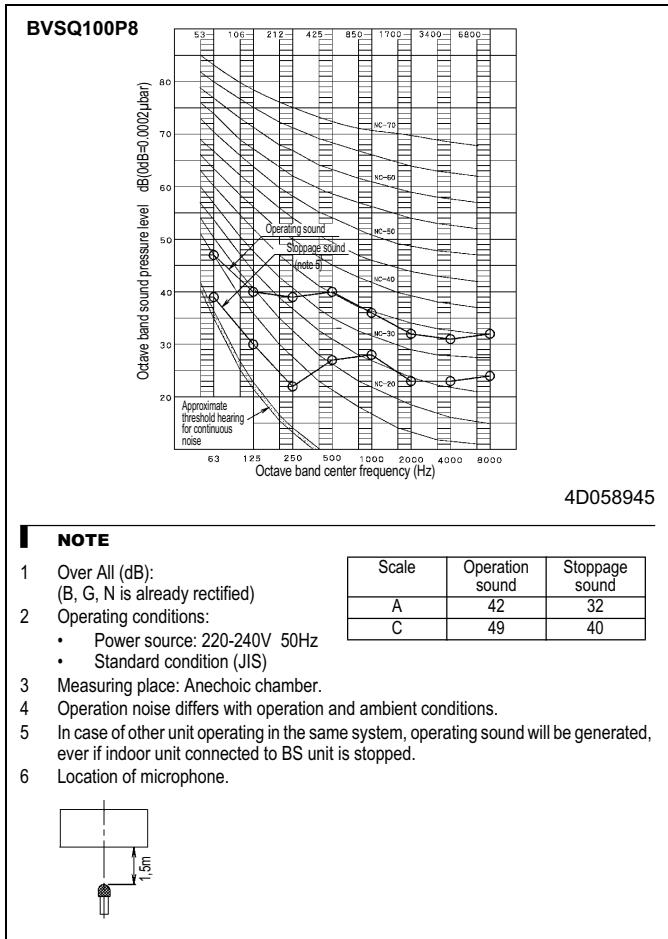 BVSQ100P8
53 106 212 425 850 1700 3400 6800
Octave band sound pressure level dB(0dB=0.0002μbar)
80
70
60
50
40
30
20
NC-70
NC-60
NC-50
NC-40
NC-30
NC-20
Operating sound
Stoppage sound
(note 5)
Approximate
threshold hearing
for continuous
noise
63 125 250 500 1000 2000 4000 8000
Octave band center frequency (Hz)
4D058945
NOTE
1 Over All (dB):
(B, G, N is already rectified)
2 Operating conditions:
• Power source: 220-240V 50Hz
• Standard condition (JIS)
3 Measuring place: Anechoic chamber.
4 Operation noise differs with operation and ambient conditions.
5 In case of other unit operating in the same system, operating sound will be generated,
ever if indoor unit connected to BS unit is stopped.
6 Location of microphone.
Scale Operation sound Stoppage sound
A 42 32
C 49 40
1,5m